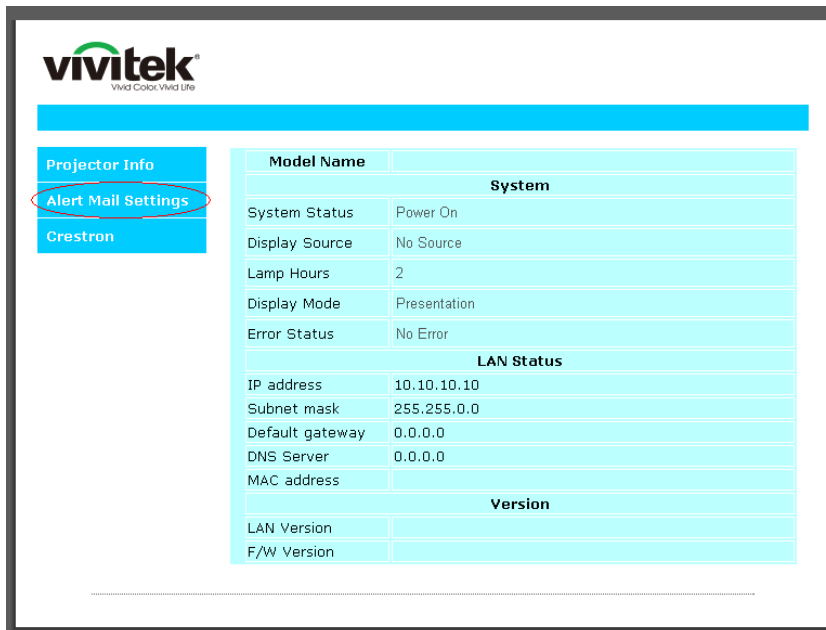 vivitek®
Vivid Color, Vivid Life
Projector Info
Alert Mail Settings
Crestron
Model Name
System
System Status Power On
Display Source No Source
Lamp Hours 2
Display Mode Presentation
Error Status No Error
LAN Status
IP address 10.10.10.10
Subnet mask 255.255.0.0
Default gateway 0.0.0.0
DNS Server 0.0.0.0
MAC address
Version
LAN Version
F/W Version